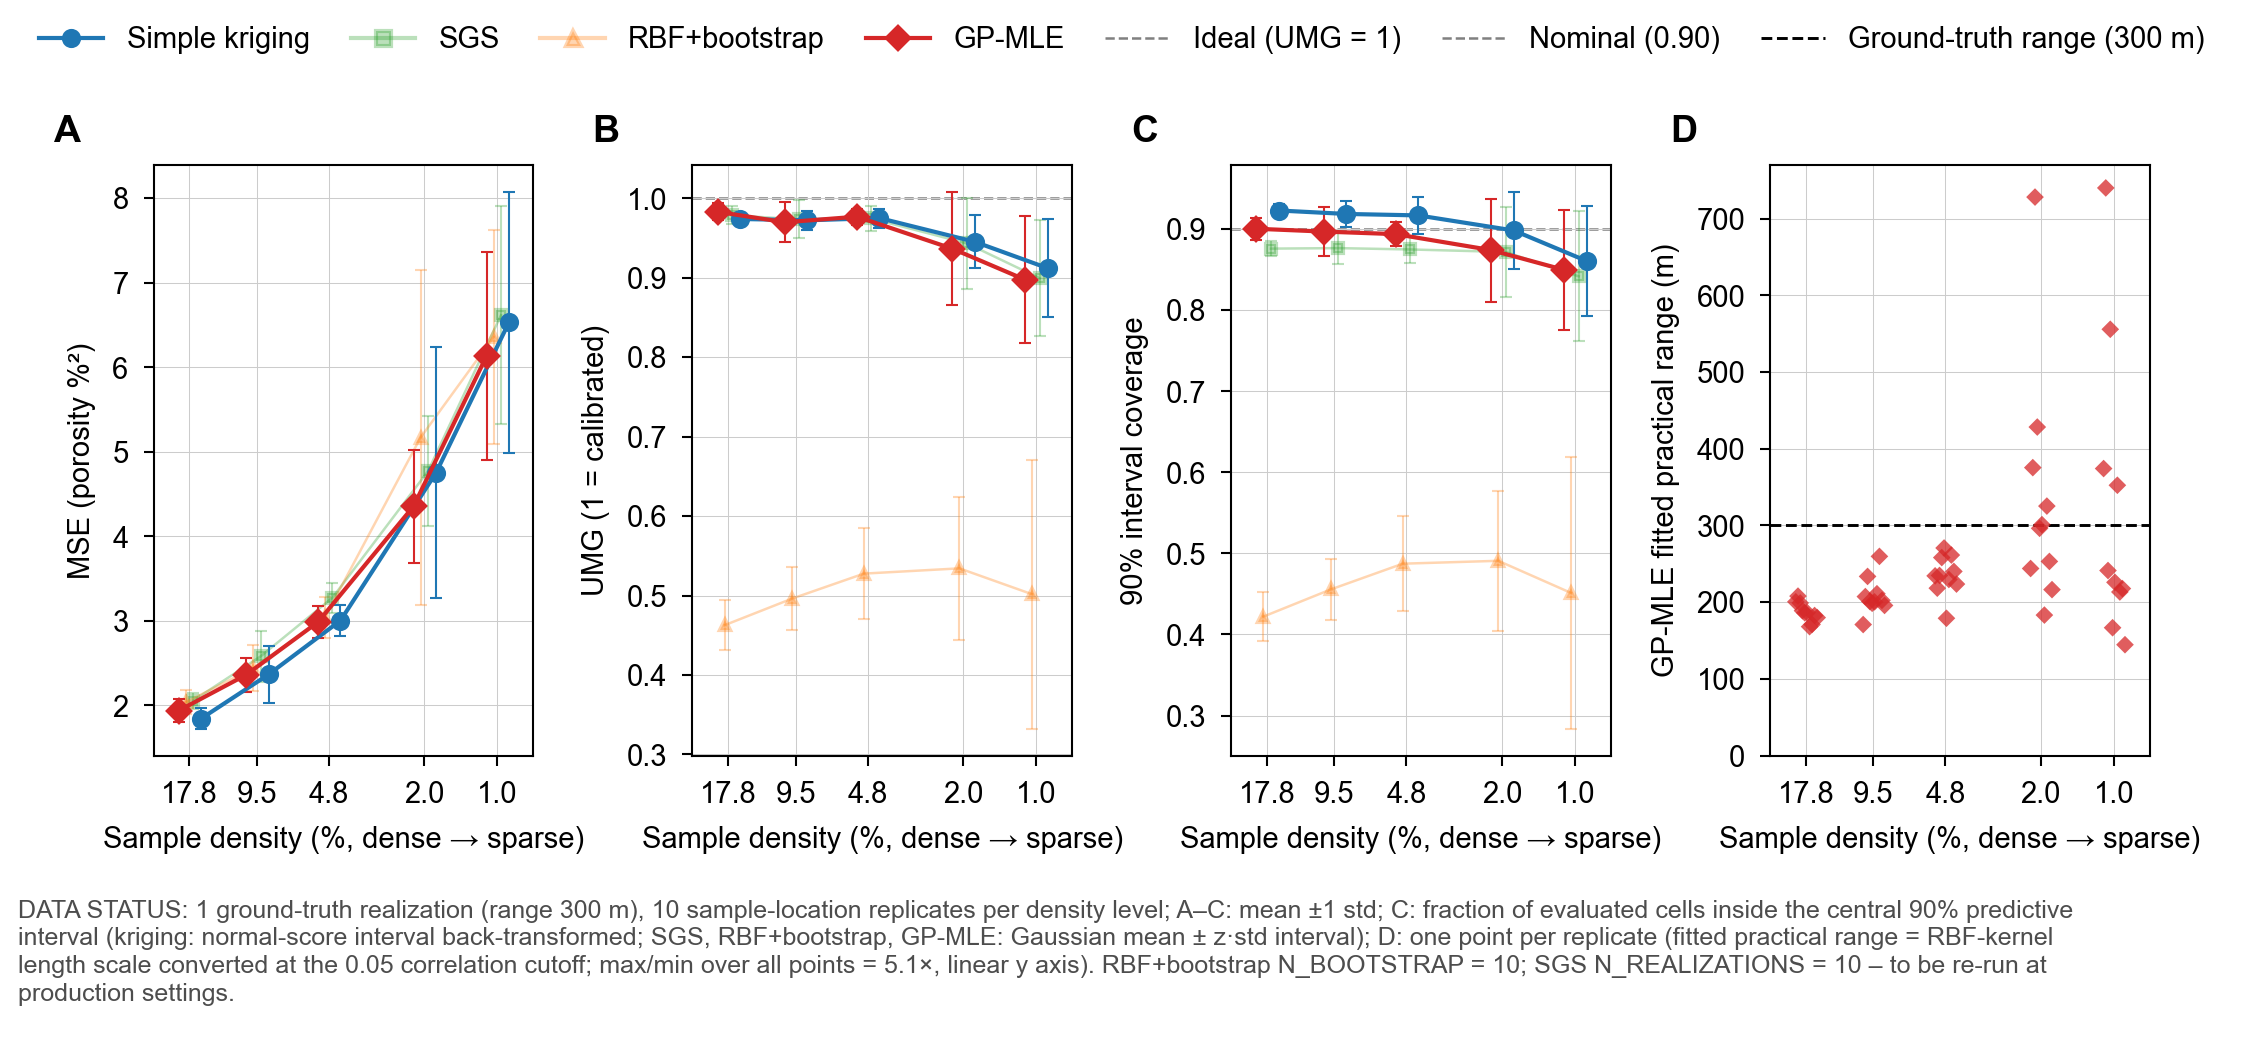 Simple kriging SGS RBF+bootstrap GP-MLE Ideal (UMG = 1) Nominal (0.90) Ground-truth range (300 m)
A
8
7
6
5
4
3
2
MSE (porosity %²)
17.8 9.5 4.8 2.0 1.0
Sample density (%, dense → sparse)
B
1.0
0.9
0.8
0.7
0.6
0.5
0.4
0.3
UMG (1 = calibrated)
17.8 9.5 4.8 2.0 1.0
Sample density (%, dense → sparse)
C
0.9
0.8
0.7
0.6
0.5
0.4
0.3
90% interval coverage
17.8 9.5 4.8 2.0 1.0
Sample density (%, dense → sparse)
D
700
600
500
400
300
200
100
0
GP-MLE fitted practical range (m)
17.8 9.5 4.8 2.0 1.0
Sample density (%, dense → sparse)
DATA STATUS: 1 ground-truth realization (range 300 m), 10 sample-location replicates per density level; A–C: mean ±1 std; C: fraction of evaluated cells inside the central 90% predictive
interval (kriging: normal-score interval back-transformed; SGS, RBF+bootstrap, GP-MLE: Gaussian mean ± z·std interval); D: one point per replicate (fitted practical range = RBF-kernel
length scale converted at the 0.05 correlation cutoff; max/min over all points = 5.1×, linear y axis). RBF+bootstrap N_BOOTSTRAP = 10; SGS N_REALIZATIONS = 10 – to be re-run at
production settings.